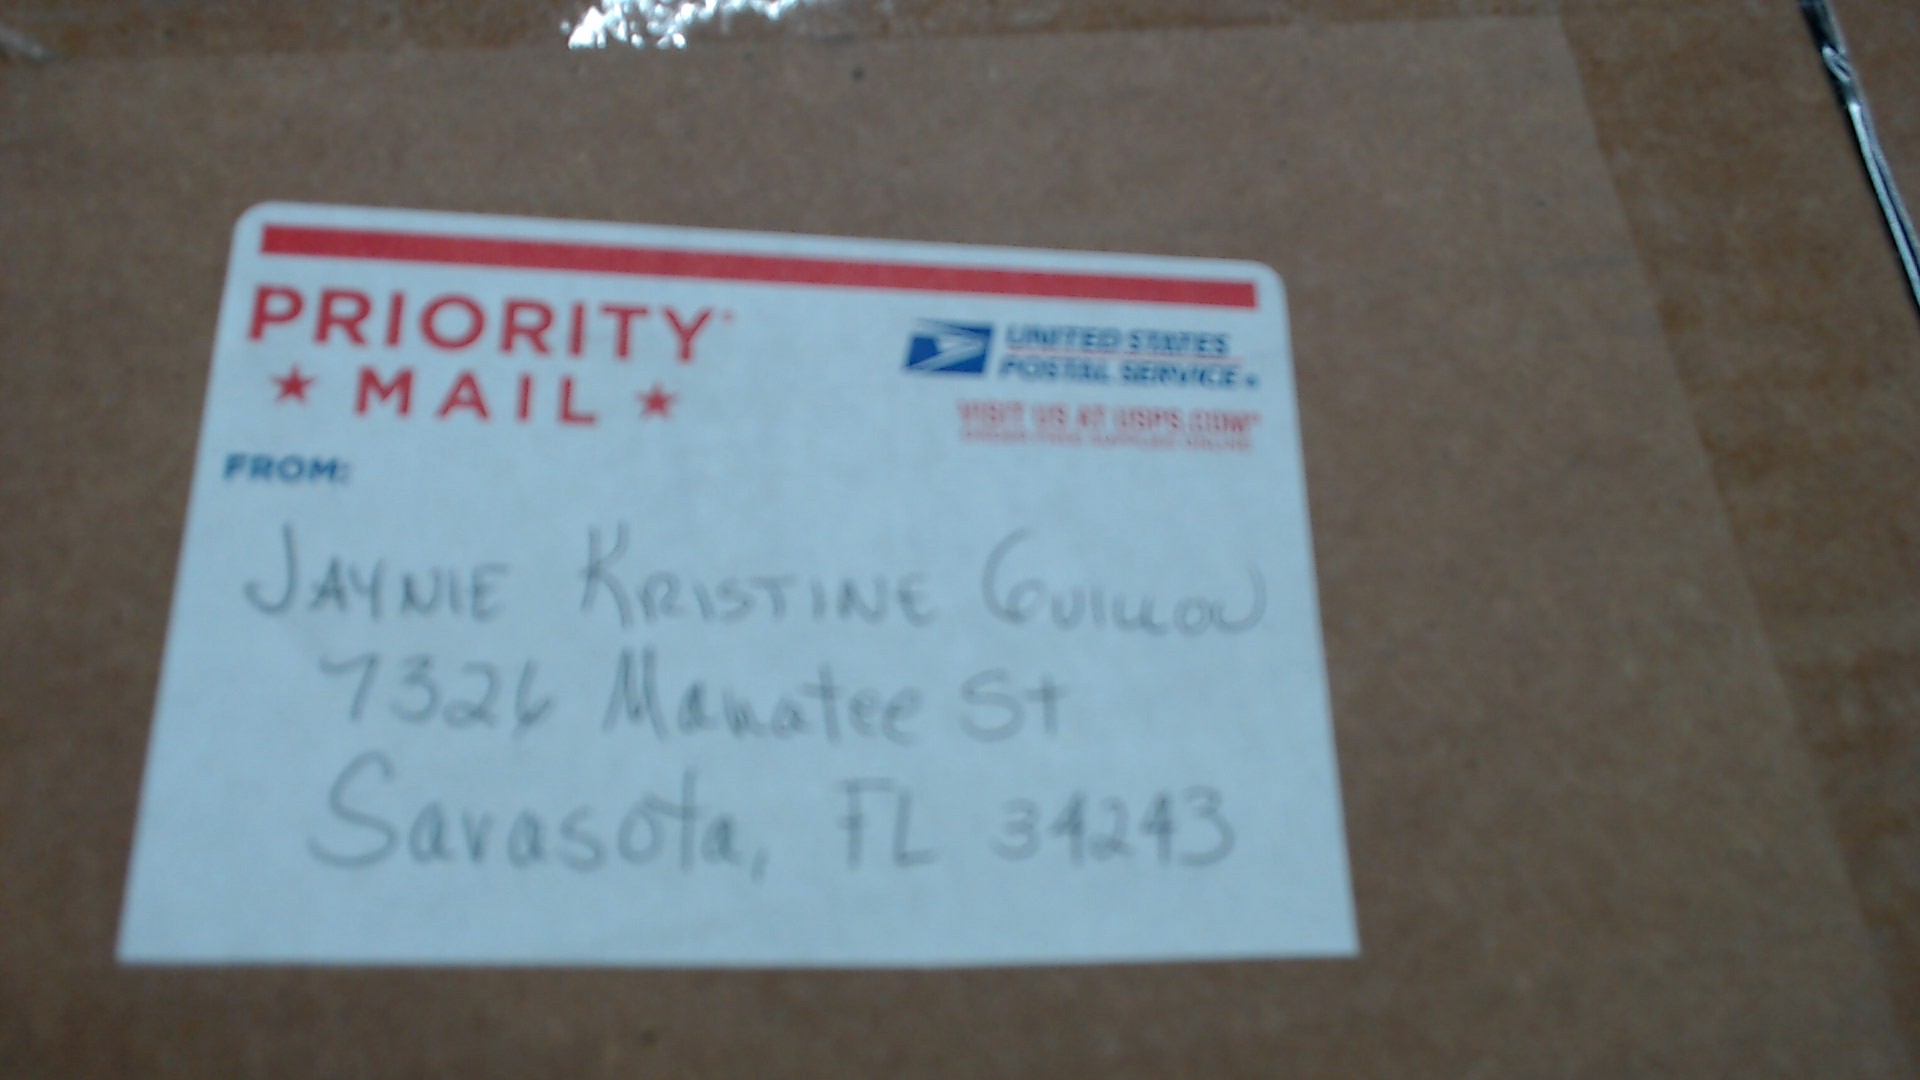 PRIORITY
★ MAIL ★
UNITED STATES
POSTAL SERVICE®
VISIT US AT USPS.COM®
FROM:
JAYNIE KRISTINE GUILLOU
7326 Manatee St
Sarasota, FL 34243